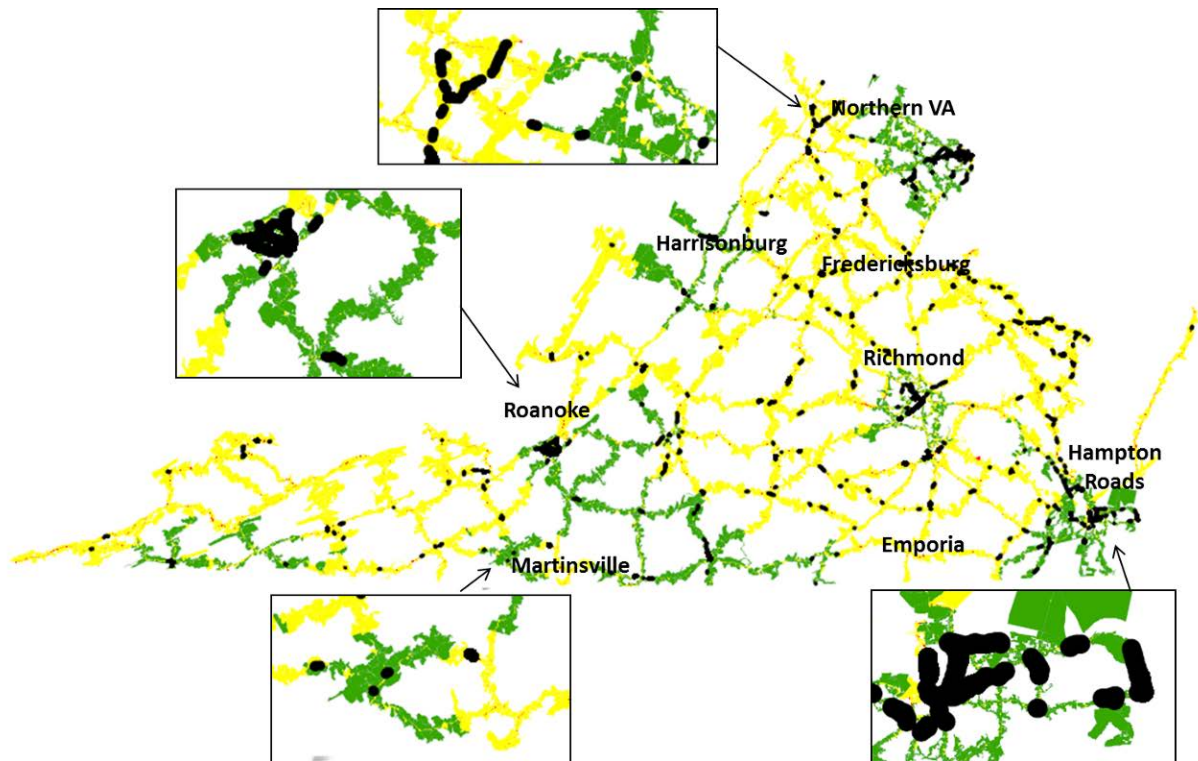 Northern VA
Harrisonburg
Fredericksburg
Richmond
Roanoke
Hampton
Roads
Emporia
Martinsville